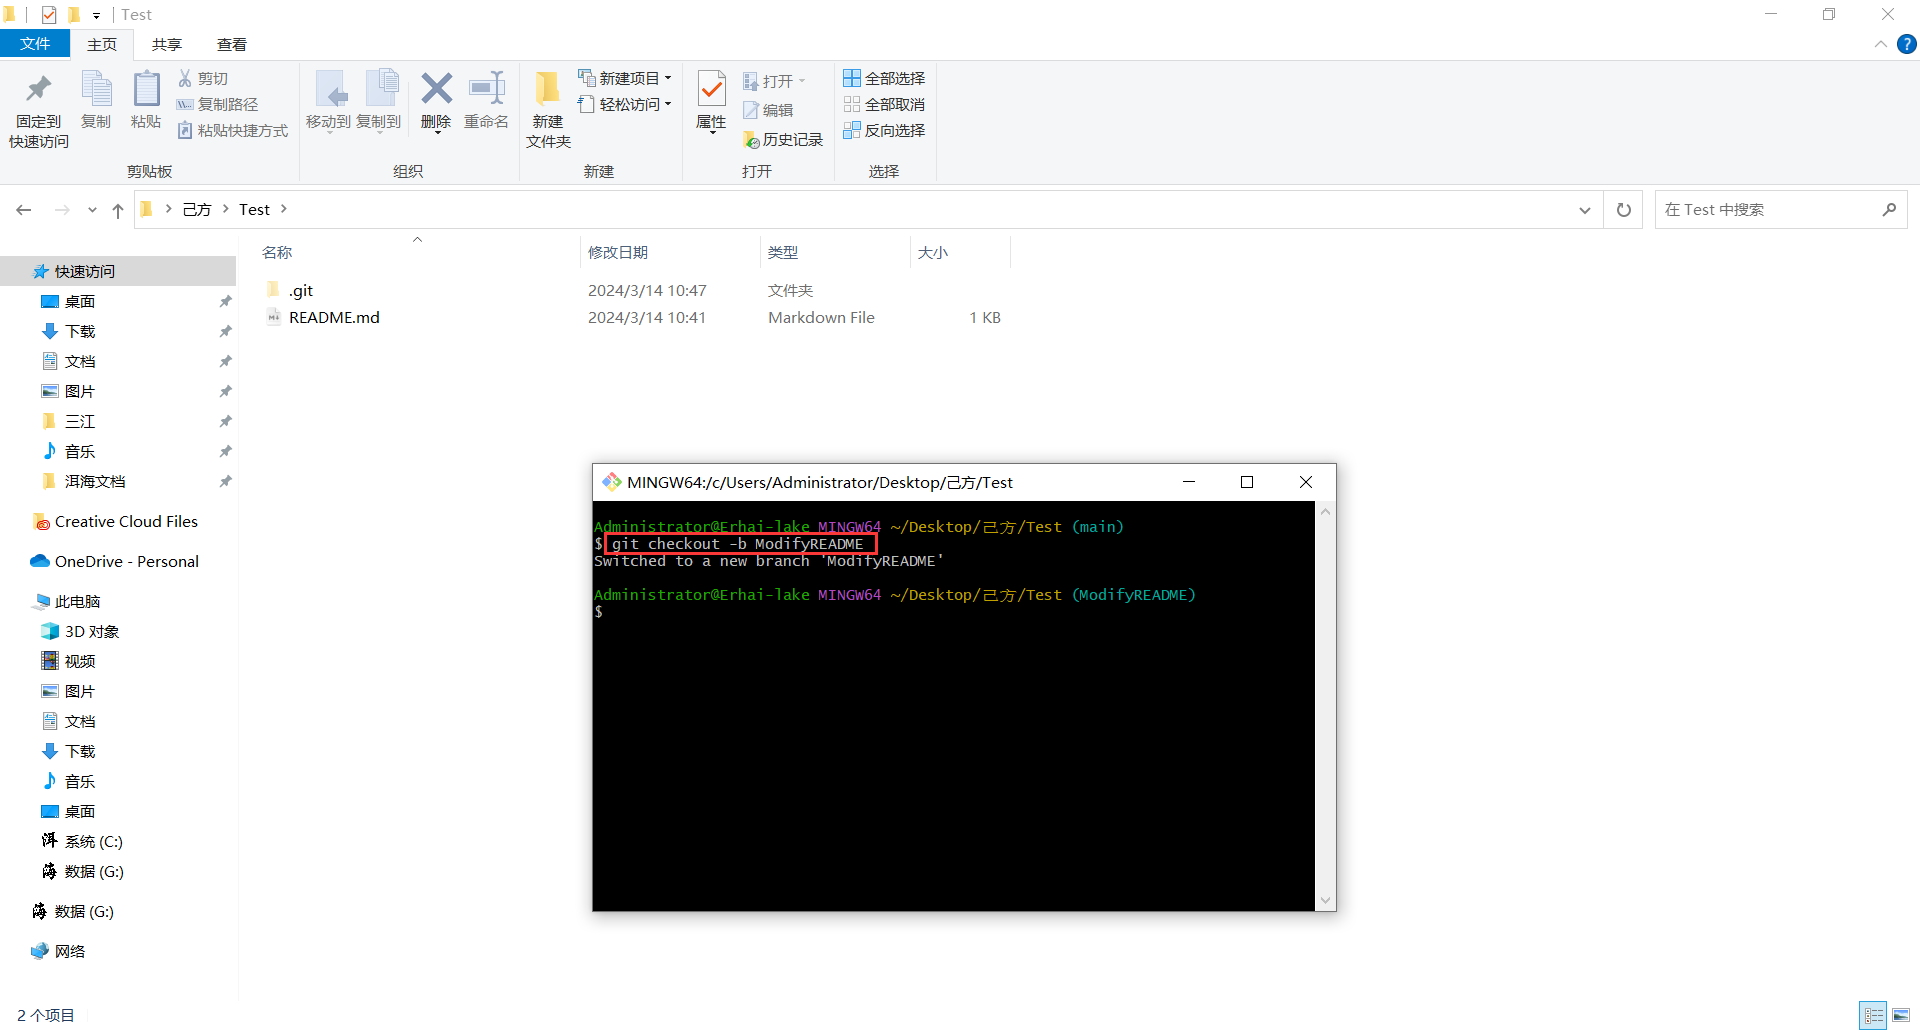 Test
文件 主页 共享 查看
固定到
快速访问
复制
粘贴
剪切
复制路径
粘贴快捷方式
剪贴板
移动到 复制到 删除 重命名
组织
新建
文件夹
新建项目
轻松访问
新建
属性
打开
编辑
历史记录
打开
全部选择
全部取消
反向选择
选择
己方 Test
在 Test 中搜索
名称 修改日期 类型 大小
.git 2024/3/14 10:47 文件夹
README.md 2024/3/14 10:41 Markdown File 1 KB
快速访问
桌面
下载
文档
图片
三江
音乐
洱海文档
Creative Cloud Files
OneDrive - Personal
此电脑
3D 对象
视频
图片
文档
下载
音乐
桌面
洱 系统 (C:)
海 数据 (G:)
海 数据 (G:)
网络
2 个项目
MINGW64:/c/Users/Administrator/Desktop/己方/Test
Administrator@Erhai-lake MINGW64 ~/Desktop/己方/Test (main)
$ git checkout -b ModifyREADME
Switched to a new branch 'ModifyREADME'
Administrator@Erhai-lake MINGW64 ~/Desktop/己方/Test (ModifyREADME)
$